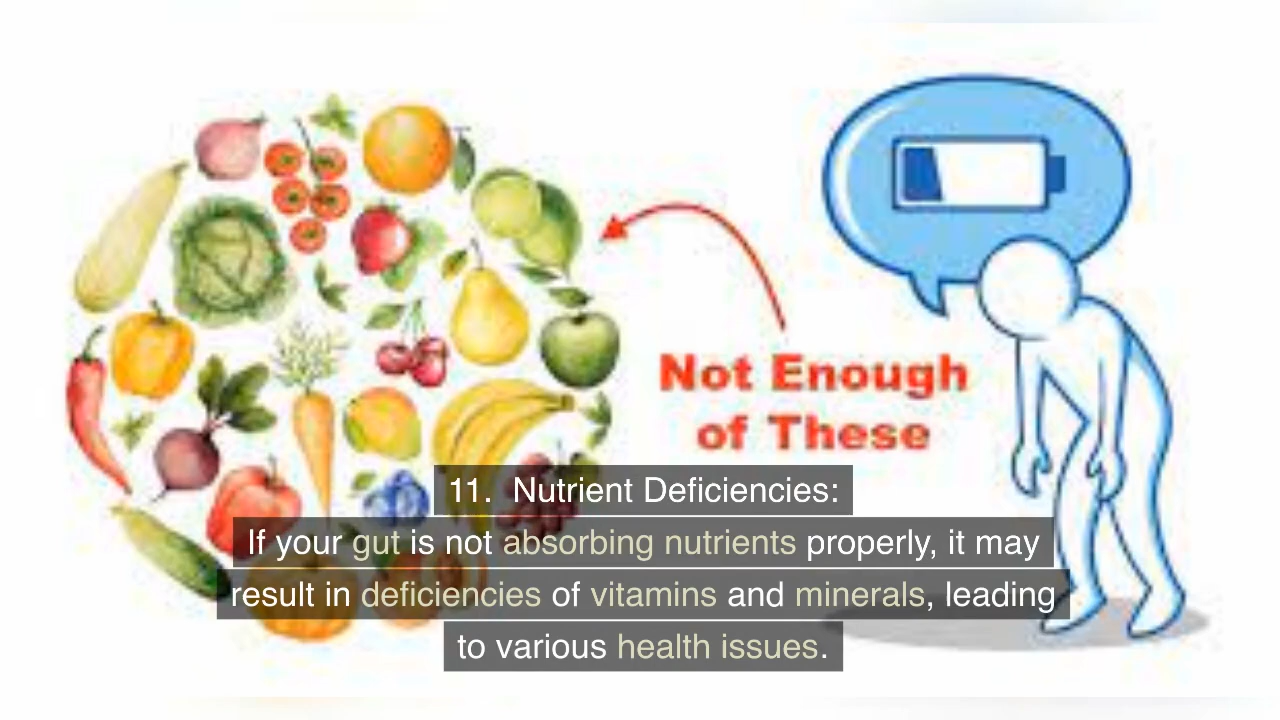 Not Enough
of These
11. Nutrient Deficiencies:
If your gut is not absorbing nutrients properly, it may
result in deficiencies of vitamins and minerals, leading
to various health issues.